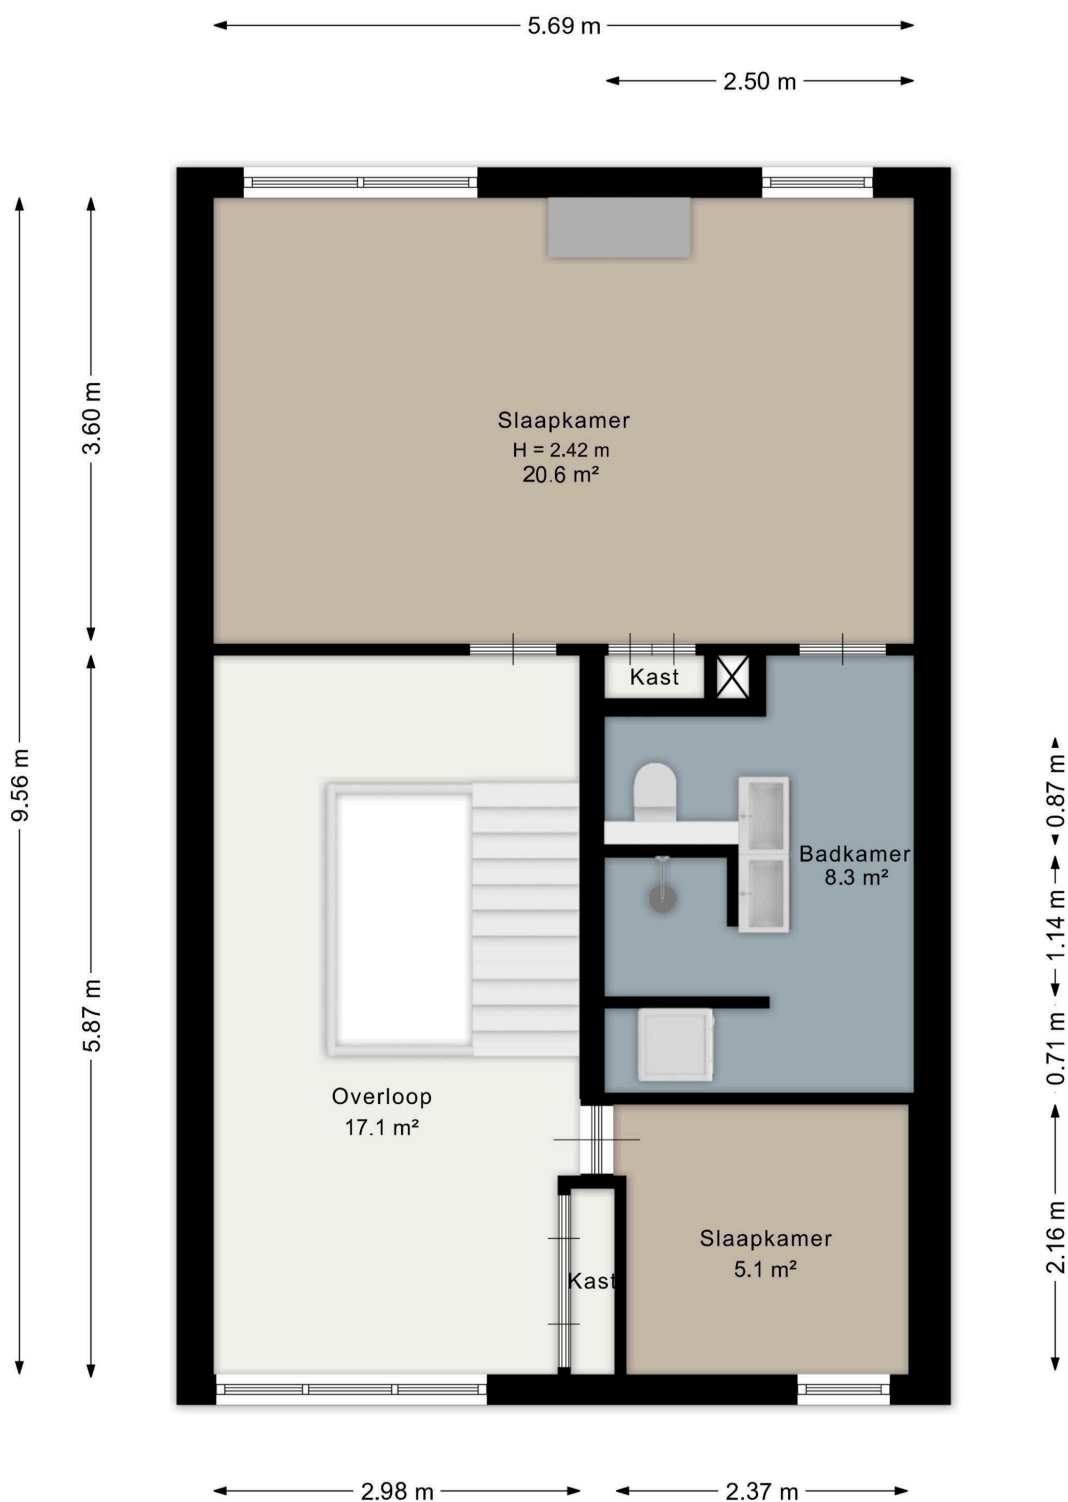 5.69 m
2.50 m
Slaapkamer
H = 2.42 m
20.6 m²
3.60 m
9.56 m
5.87 m
Kast
Badkamer
8.3 m²
0.87 m
1.14 m
0.71 m
2.16 m
Overloop
17.1 m²
Slaapkamer
5.1 m²
Kast
2.98 m
2.37 m